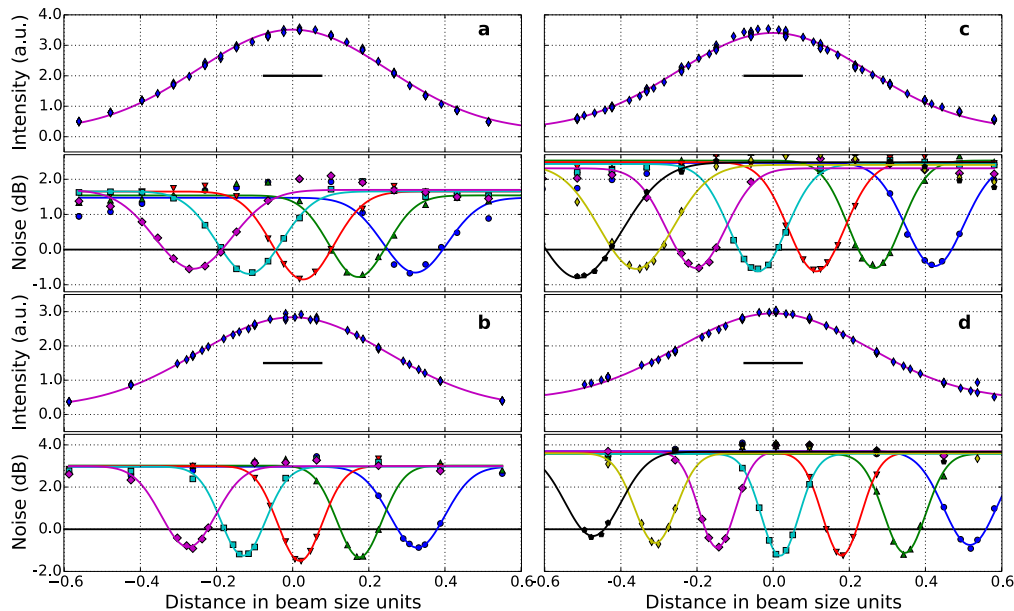 Intensity (a.u.)
4.0
3.0
2.0
1.0
0.0
a
c
Noise (dB)
2.0
1.0
0.0
−1.0
Intensity (a.u.)
3.0
2.0
1.0
0.0
b
d
Noise (dB)
4.0
2.0
0.0
−2.0
−0.6 −0.4 −0.2 0.0 0.2 0.4 0.6 −0.4 −0.2 0.0 0.2 0.4 0.6
Distance in beam size units Distance in beam size units